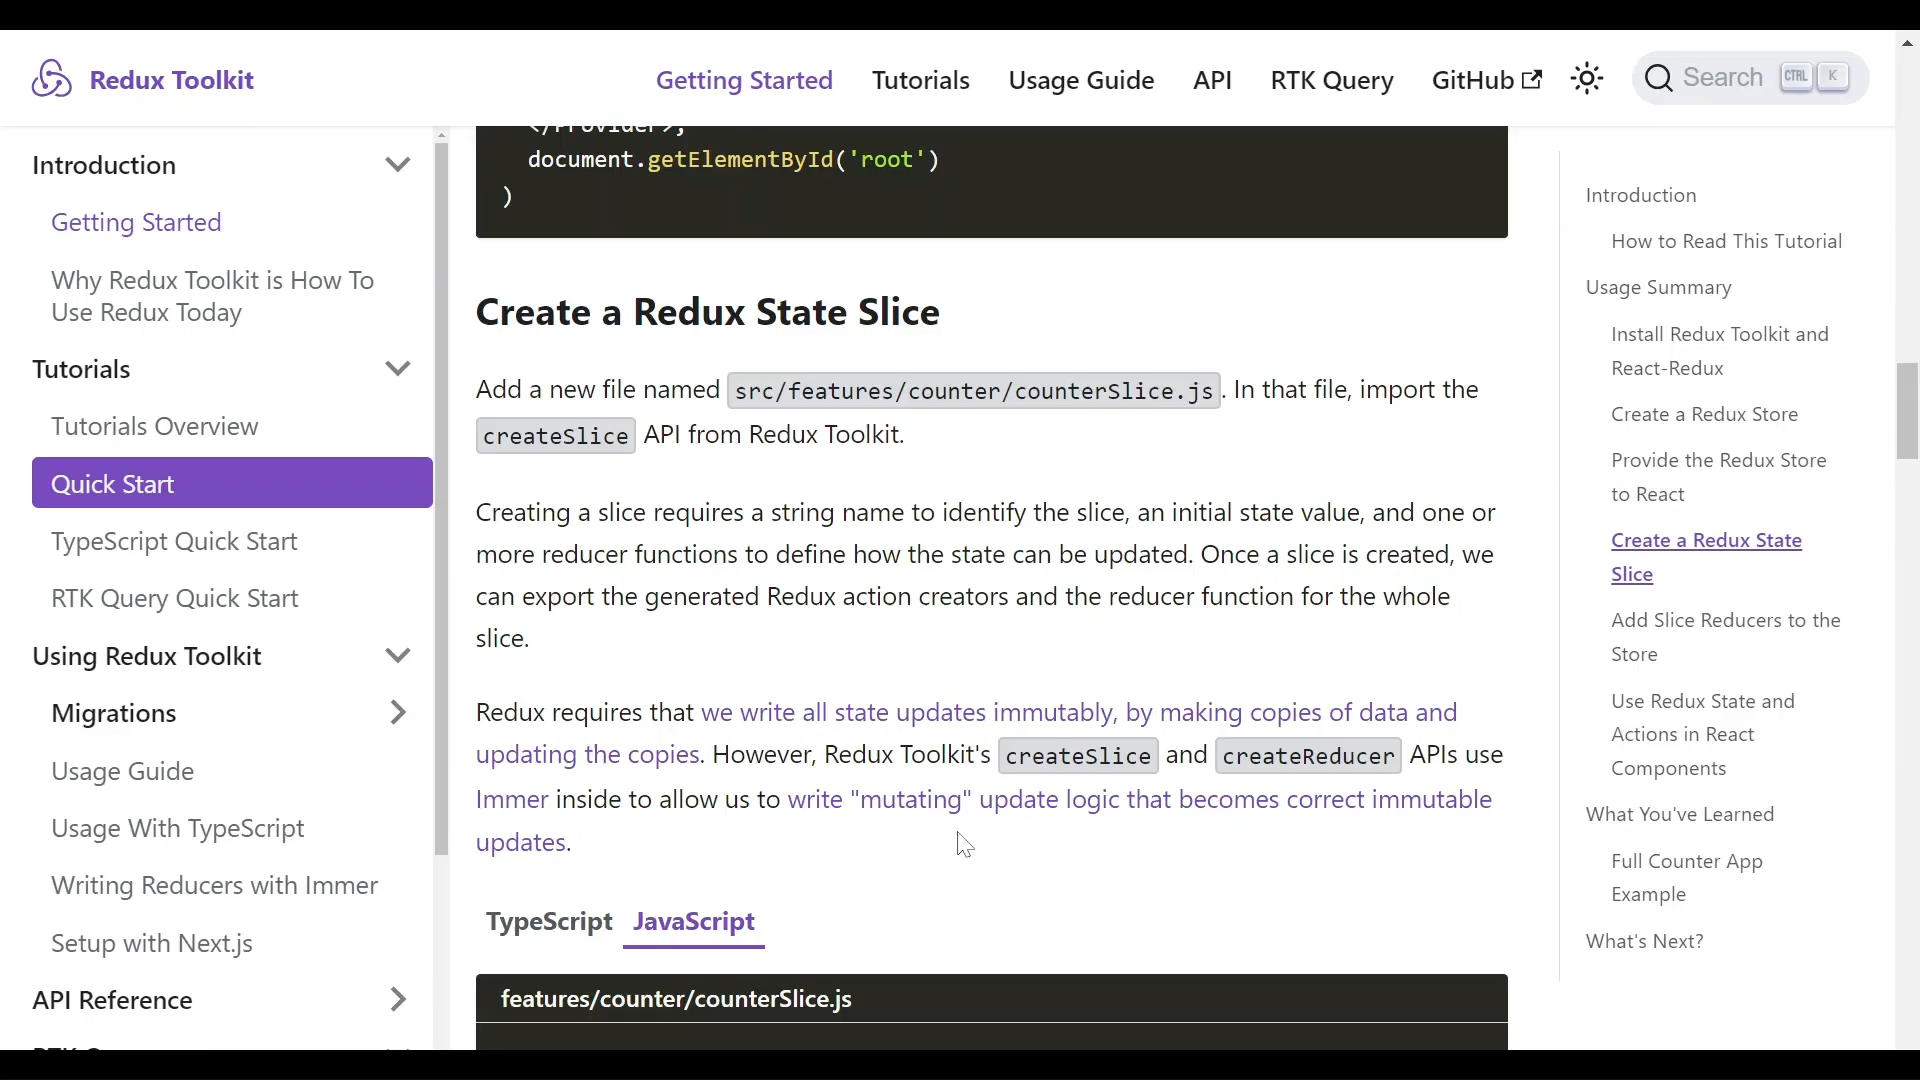 Redux Toolkit
Getting Started
Tutorials
Usage Guide
API
RTK Query
GitHub
Search
CTRL
K
Introduction
Getting Started
Why Redux Toolkit is How To
Use Redux Today
Tutorials
Tutorials Overview
Quick Start
TypeScript Quick Start
RTK Query Quick Start
Using Redux Toolkit
Migrations
Usage Guide
Usage With TypeScript
Writing Reducers with Immer
Setup with Next.js
API Reference
</Provider>,
document.getElementById('root')
)
Create a Redux State Slice
Add a new file named src/features/counter/counterSlice.js. In that file, import the
createSlice API from Redux Toolkit.
Creating a slice requires a string name to identify the slice, an initial state value, and one or
more reducer functions to define how the state can be updated. Once a slice is created, we
can export the generated Redux action creators and the reducer function for the whole
slice.
Redux requires that we write all state updates immutably, by making copies of data and
updating the copies. However, Redux Toolkit's createSlice and createReducer APIs use
Immer inside to allow us to write "mutating" update logic that becomes correct immutable
updates.
TypeScript
JavaScript
features/counter/counterSlice.js
Introduction
How to Read This Tutorial
Usage Summary
Install Redux Toolkit and
React-Redux
Create a Redux Store
Provide the Redux Store
to React
Create a Redux State
Slice
Add Slice Reducers to the
Store
Use Redux State and
Actions in React
Components
What You've Learned
Full Counter App
Example
What's Next?